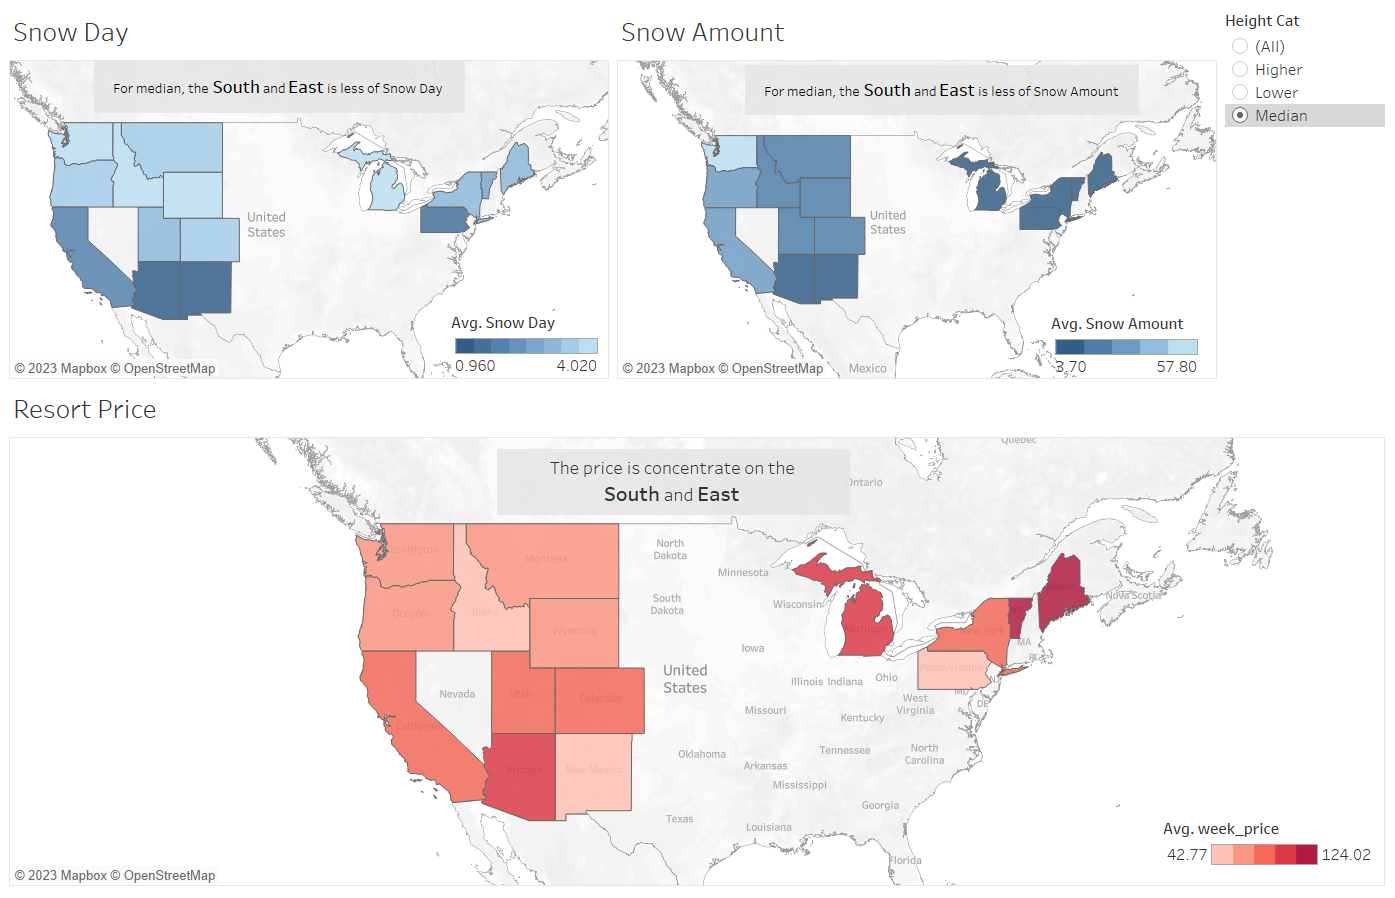 Snow Day
Snow Amount
Height Cat
(All)
Higher
Lower
Median
For median, the South and East is less of Snow Day
United
States
Avg. Snow Day
0.960
4.020
© 2023 Mapbox © OpenStreetMap
For median, the South and East is less of Snow Amount
United
States
Avg. Snow Amount
3.70
57.80
© 2023 Mapbox © OpenStreetMap
Mexico
Resort Price
The price is concentrate on the
South and East
Quebec
Ontario
Washington
Montana
North
Dakota
Minnesota
Oregon
Idaho
South
Dakota
Wisconsin
Michigan
Maine
Nova Scotia
Wyoming
New York
VT
MA
RI
Iowa
United
States
Illinois
Indiana
Ohio
Pennsylvania
NJ
MD
DE
Nevada
Utah
Colorado
West
Virginia
Missouri
Kentucky
California
Oklahoma
Tennessee
North
Carolina
Arizona
New Mexico
Arkansas
Mississippi
Georgia
Texas
Louisiana
Florida
Avg. week_price
42.77
124.02
© 2023 Mapbox © OpenStreetMap